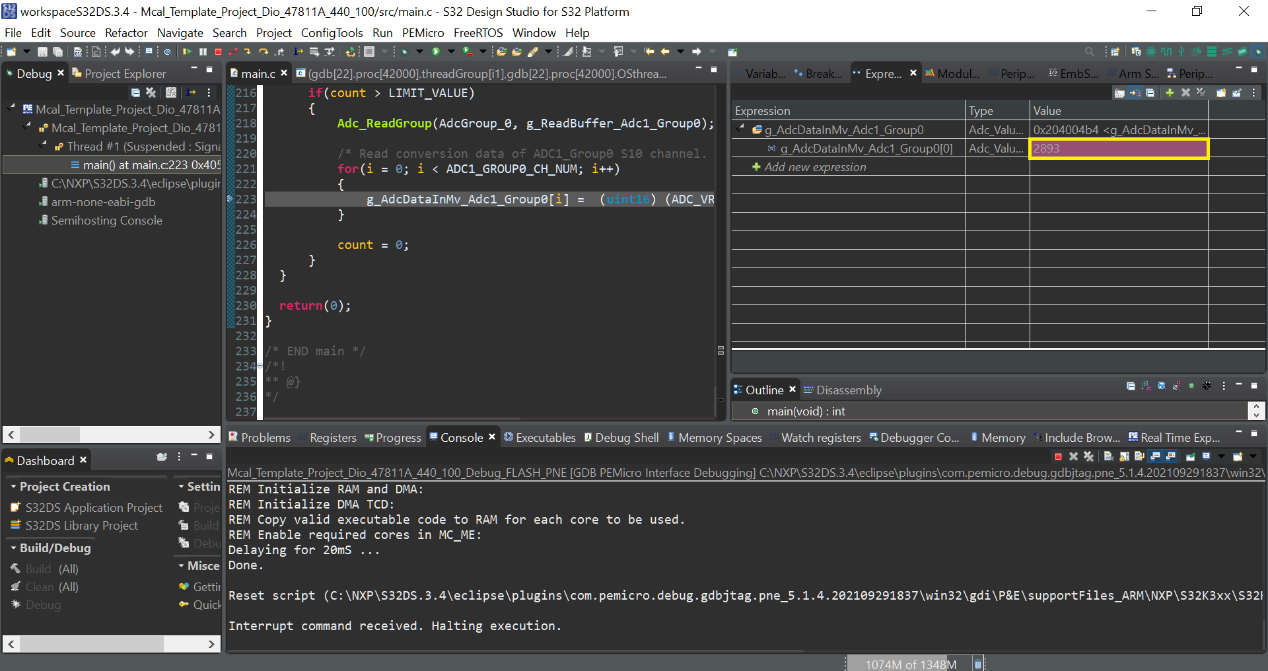 workspaceS32DS.3.4 - Mcal_Template_Project_Dio_47811A_440_100/src/main.c - S32 Design Studio for S32 Platform
File Edit Source Refactor Navigate Search Project ConfigTools Run PEMicro FreeRTOS Window Help
Debug Project Explorer
Mcal_Template_Project_Dio_47811A
Mcal_Template_Project_Dio_4781
Thread #1 (Suspended : Signa
main() at main.c:223 0x405
C:\NXP\S32DS.3.4\eclipse\plugin
arm-none-eabi-gdb
Semihosting Console
main.c (gdb[22].proc[42000].threadGroup[i1],gdb[22].proc[42000].OSthrea...
216 if(count > LIMIT_VALUE)
217 {
218 Adc_ReadGroup(AdcGroup_0, g_ReadBuffer_Adc1_Group0);
219
220 /* Read conversion data of ADC1_Group0 S10 channel.
221 for(i = 0; i < ADC1_GROUP0_CH_NUM; i++)
222 {
223 g_AdcDataInMv_Adc1_Group0[i] = (uint16) (ADC_VR
224 }
225
226 count = 0;
227 }
228 }
229
230 return(0);
231 }
232
233 /* END main */
234 /*!
235 ** @}
236 */
237
Variab... Break... Expre... Modul... Perip... EmbS... Arm S... Perip...
Expression Type Value
g_AdcDataInMv_Adc1_Group0 Adc_Valu... 0x204004b4 <g_AdcDataInMv_...
g_AdcDataInMv_Adc1_Group0[0] Adc_Valu... 2893
Add new expression
Outline Disassembly
main(void) : int
Dashboard
Project Creation Settin
S32DS Application Project Proje
S32DS Library Project Build
Debu
Build/Debug Misce
Build (All) Gettin
Clean (All) Quick
Debug
Problems Registers Progress Console Executables Debug Shell Memory Spaces Watch registers Debugger Co... Memory Include Brow... Real Time Exp...
Mcal_Template_Project_Dio_47811A_440_100_Debug_FLASH_PNE [GDB PEMicro Interface Debugging] C:\NXP\S32DS.3.4\eclipse\plugins\com.pemicro.debug.gdbjtag.pne_5.1.4.202109291837\win32\
REM Initialize RAM and DMA:
REM Initialize DMA TCD:
REM Copy valid executable code to RAM for each core to be used.
REM Enable required cores in MC_ME:
Delaying for 20mS ...
Done.
Reset script (C:\NXP\S32DS.3.4\eclipse\plugins\com.pemicro.debug.gdbjtag.pne_5.1.4.202109291837\win32\gdi\P&E\supportFiles_ARM\NXP\S32K3xx\S32K
Interrupt command received. Halting execution.
1074M of 1348M